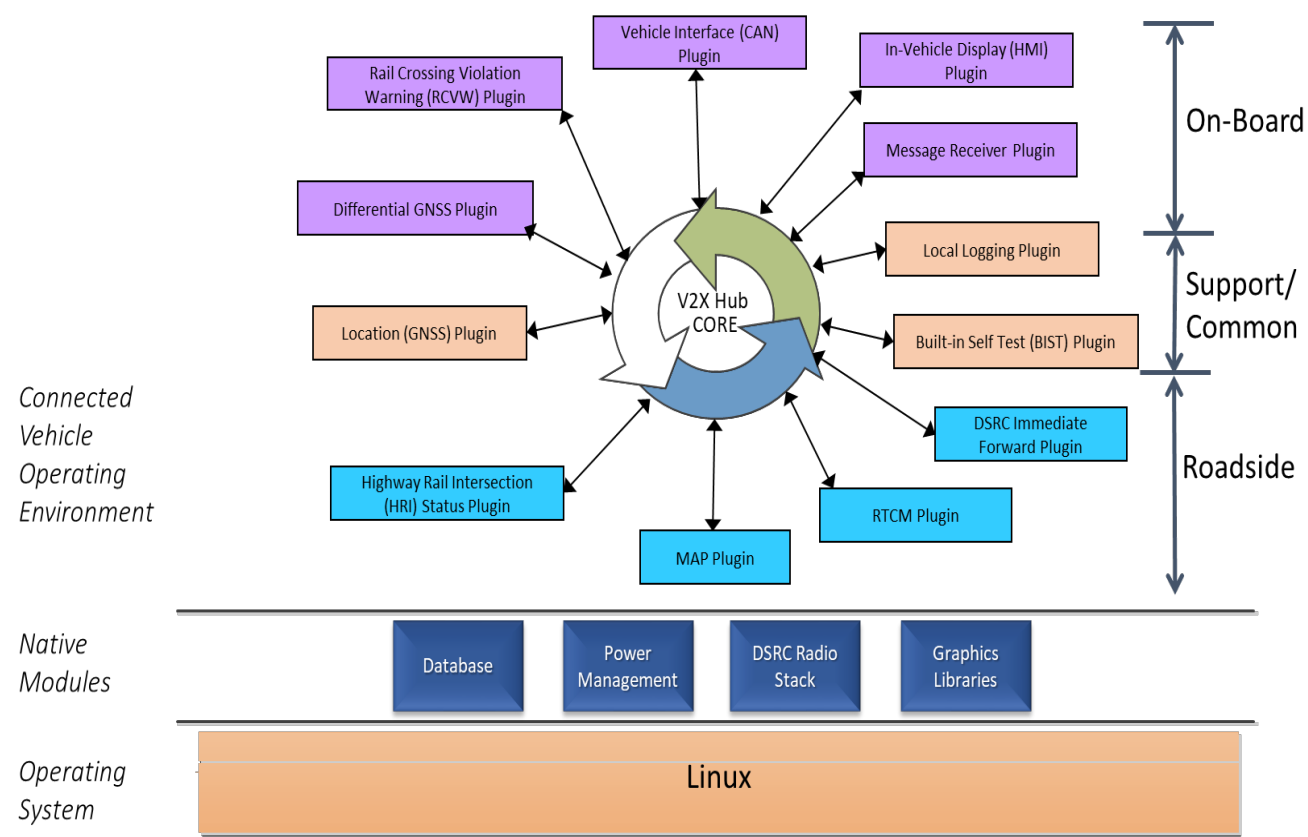 Vehicle Interface (CAN)
Plugin
In-Vehicle Display (HMI)
Plugin
Rail Crossing Violation
Warning (RCVW) Plugin
On-Board
Message Receiver Plugin
Differential GNSS Plugin
Local Logging Plugin
V2X Hub
CORE
Support/
Common
Location (GNSS) Plugin
Built-in Self Test (BIST) Plugin
Connected
Vehicle
Operating
Environment
DSRC Immediate
Forward Plugin
Roadside
Highway Rail Intersection
(HRI) Status Plugin
RTCM Plugin
MAP Plugin
Native
Modules
Database
Power
Management
DSRC Radio
Stack
Graphics
Libraries
Operating
System
Linux